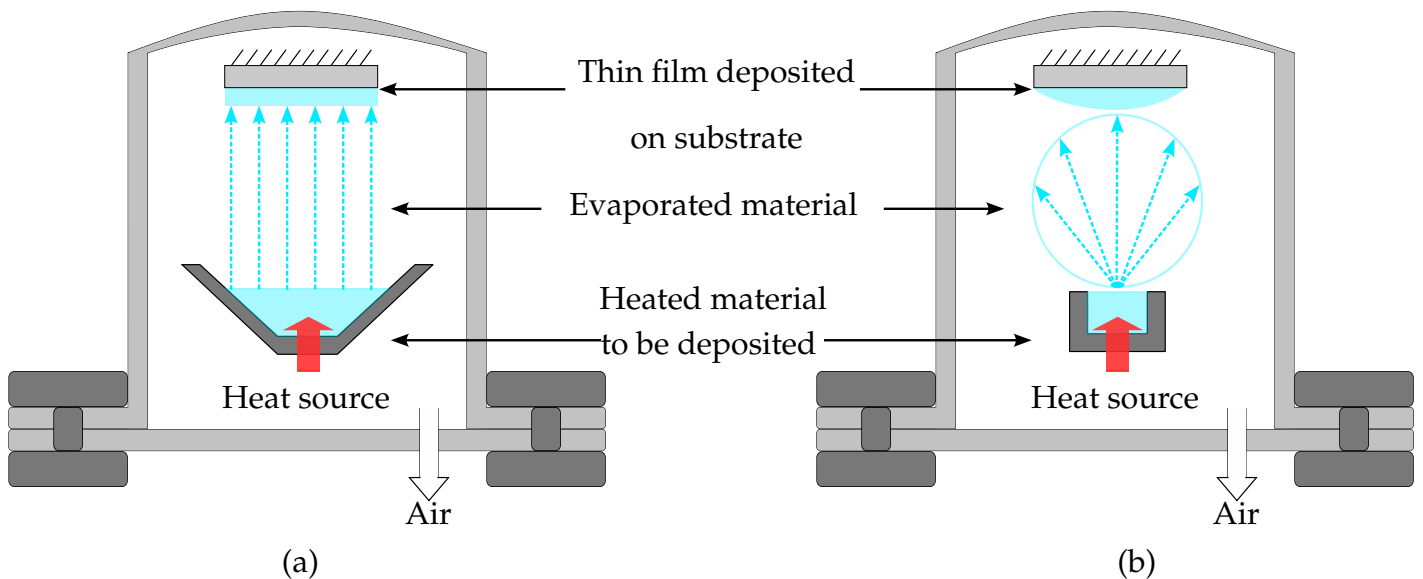 Thin film deposited
on substrate
Evaporated material
Heated material
to be deposited
Heat source
Heat source
Air
Air
(a)
(b)